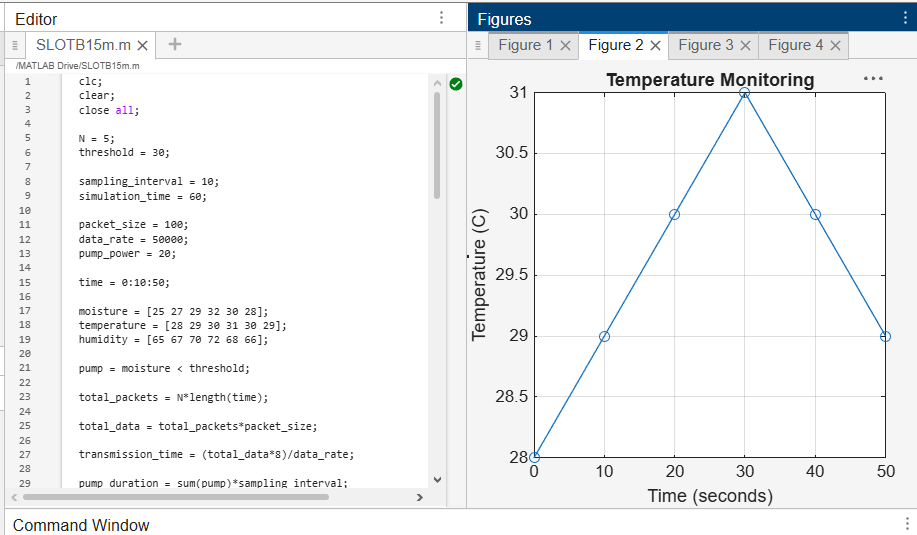 Editor
SLOTB15m.m
/MATLAB Drive/SLOTB15m.m
1 clc;
2 clear;
3 close all;
4
5 N = 5;
6 threshold = 30;
7
8 sampling_interval = 10;
9 simulation_time = 60;
10
11 packet_size = 100;
12 data_rate = 50000;
13 pump_power = 20;
14
15 time = 0:10:50;
16
17 moisture = [25 27 29 32 30 28];
18 temperature = [28 29 30 31 30 29];
19 humidity = [65 67 70 72 68 66];
20
21 pump = moisture < threshold;
22
23 total_packets = N*length(time);
24
25 total_data = total_packets*packet_size;
26
27 transmission_time = (total_data*8)/data_rate;
28
29 pump_duration = sum(pump)*sampling_interval;
Command Window
Figures
Figure 1
Figure 2
Figure 3
Figure 4
Temperature Monitoring
31
30.5
30
29.5
29
28.5
28
Temperature (C)
0 10 20 30 40 50
Time (seconds)